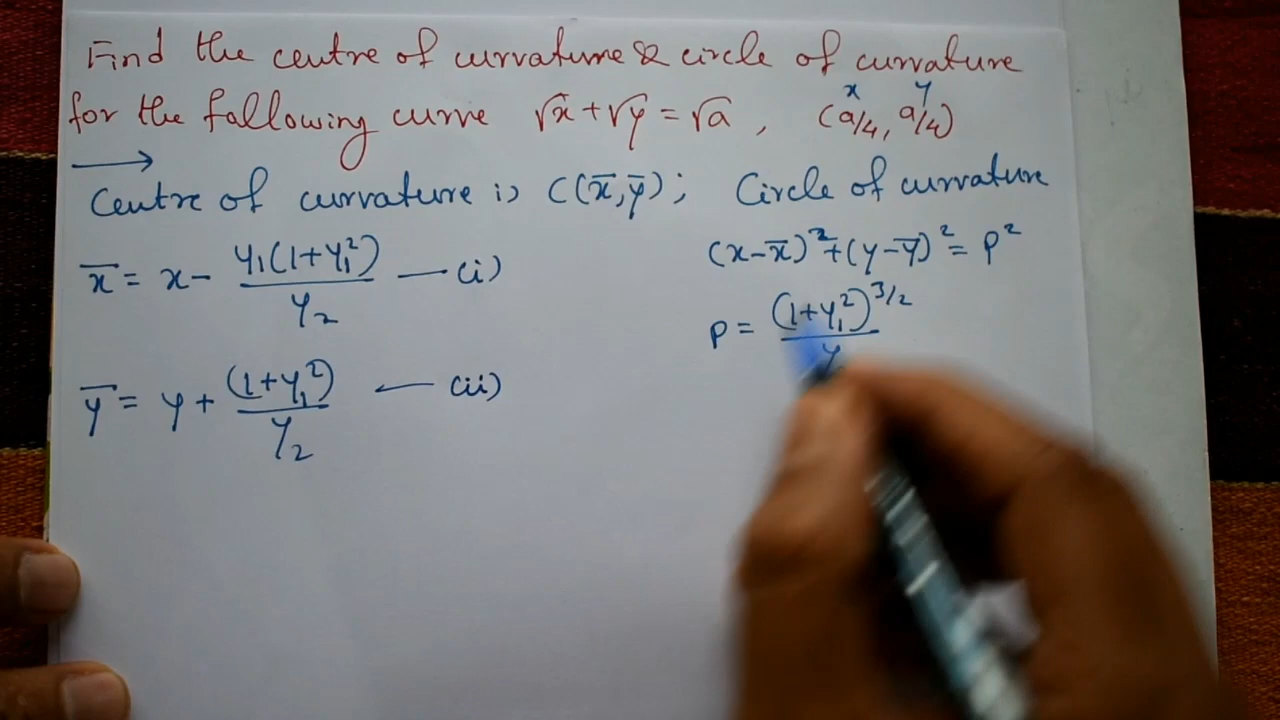 Find the centre of curvature & circle of curvature
for the following curve √x + √y = √a , (a/4, a/4)
x y
→
Centre of curvature is C(x̅, y̅) ; Circle of curvature
x̅ = x - y₁(1+y₁²)/y₂ — (i)
(x-x̅)² + (y-y̅)² = ρ²
ρ = (1+y₁²)^3/2 / y
y̅ = y + (1+y₁²)/y₂ — (ii)